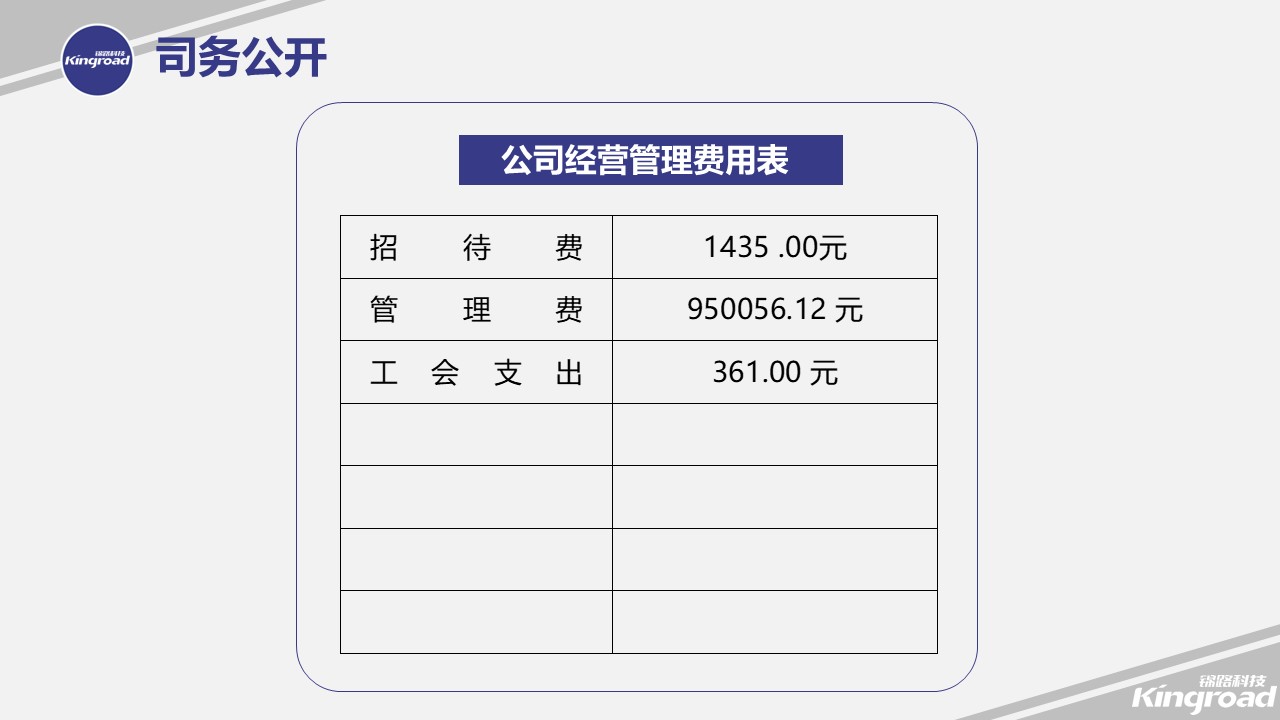 锦路科技
Kingroad
司务公开
公司经营管理费用表
招待费 1435 .00元
管理费 950056.12 元
工会支出 361.00 元
锦路科技
Kingroad